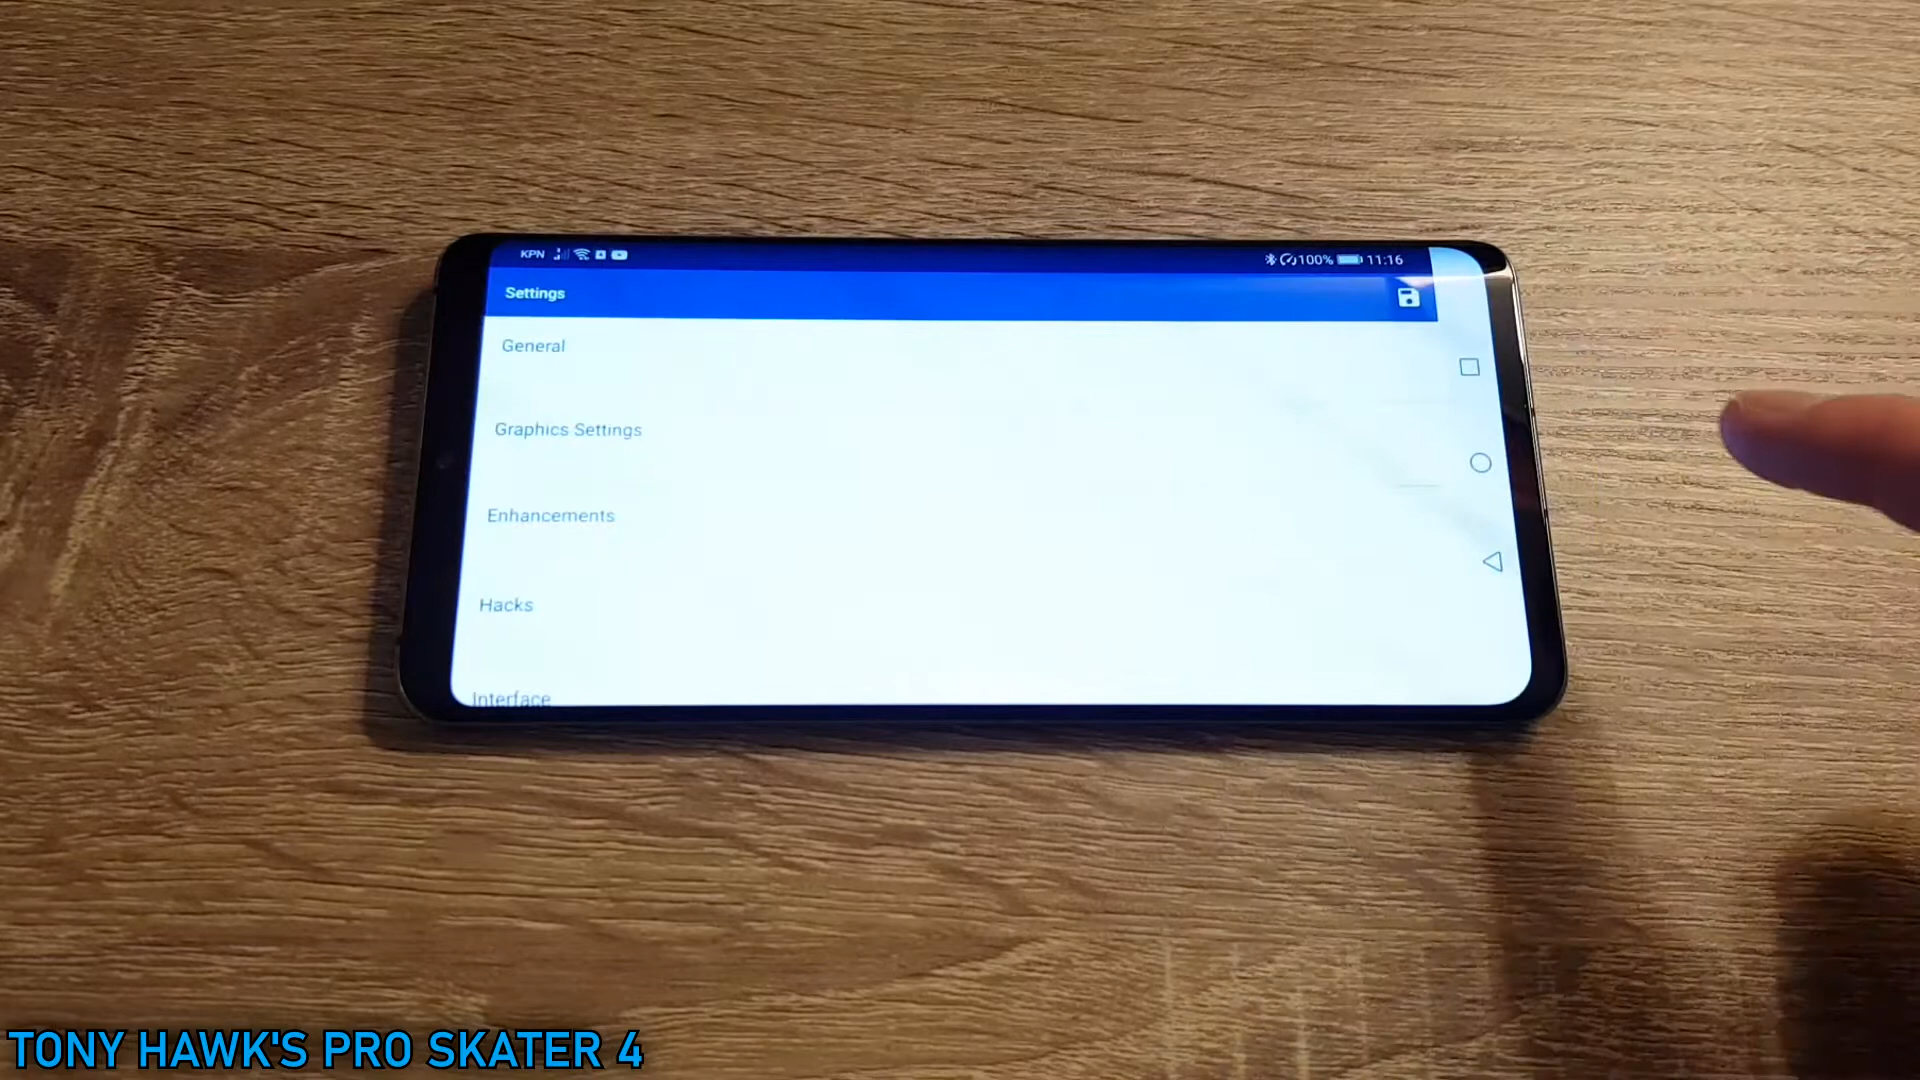 KPN
100% 11:16
Settings
General
Graphics Settings
Enhancements
Hacks
Interface
TONY HAWK'S PRO SKATER 4